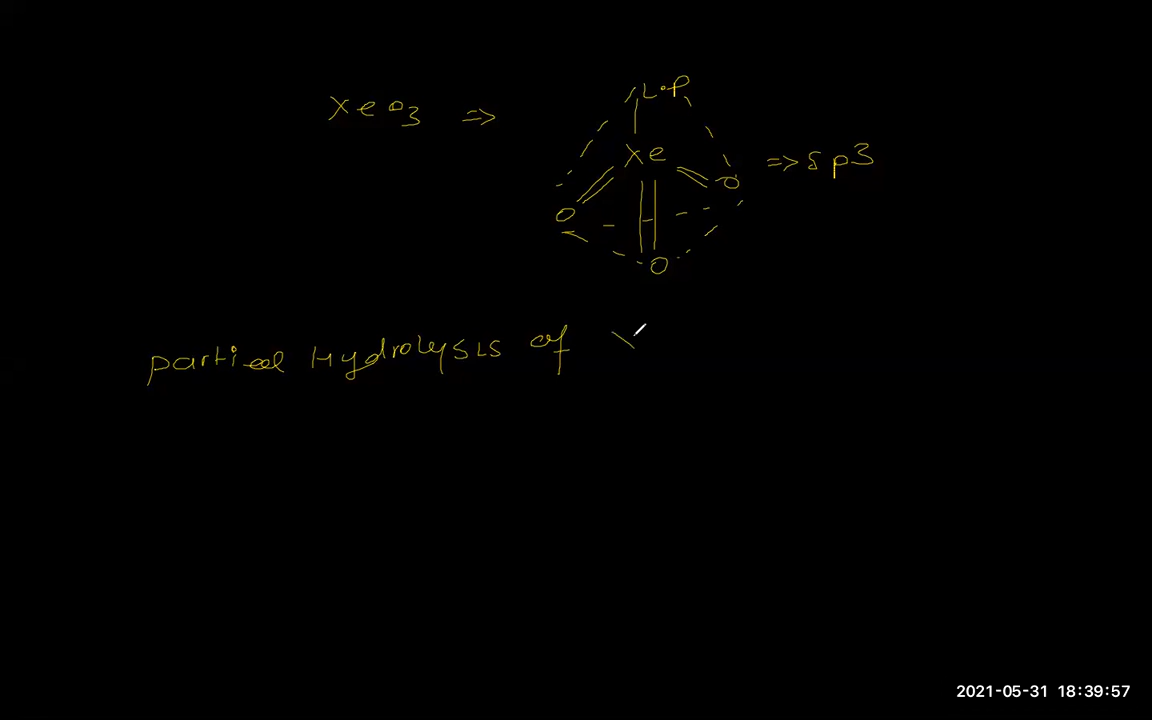 XeO3 ⇒
L.P
Xe
O
O
O
⇒ sp3
partial Hydrolysis of
2021-05-31 18:39:57